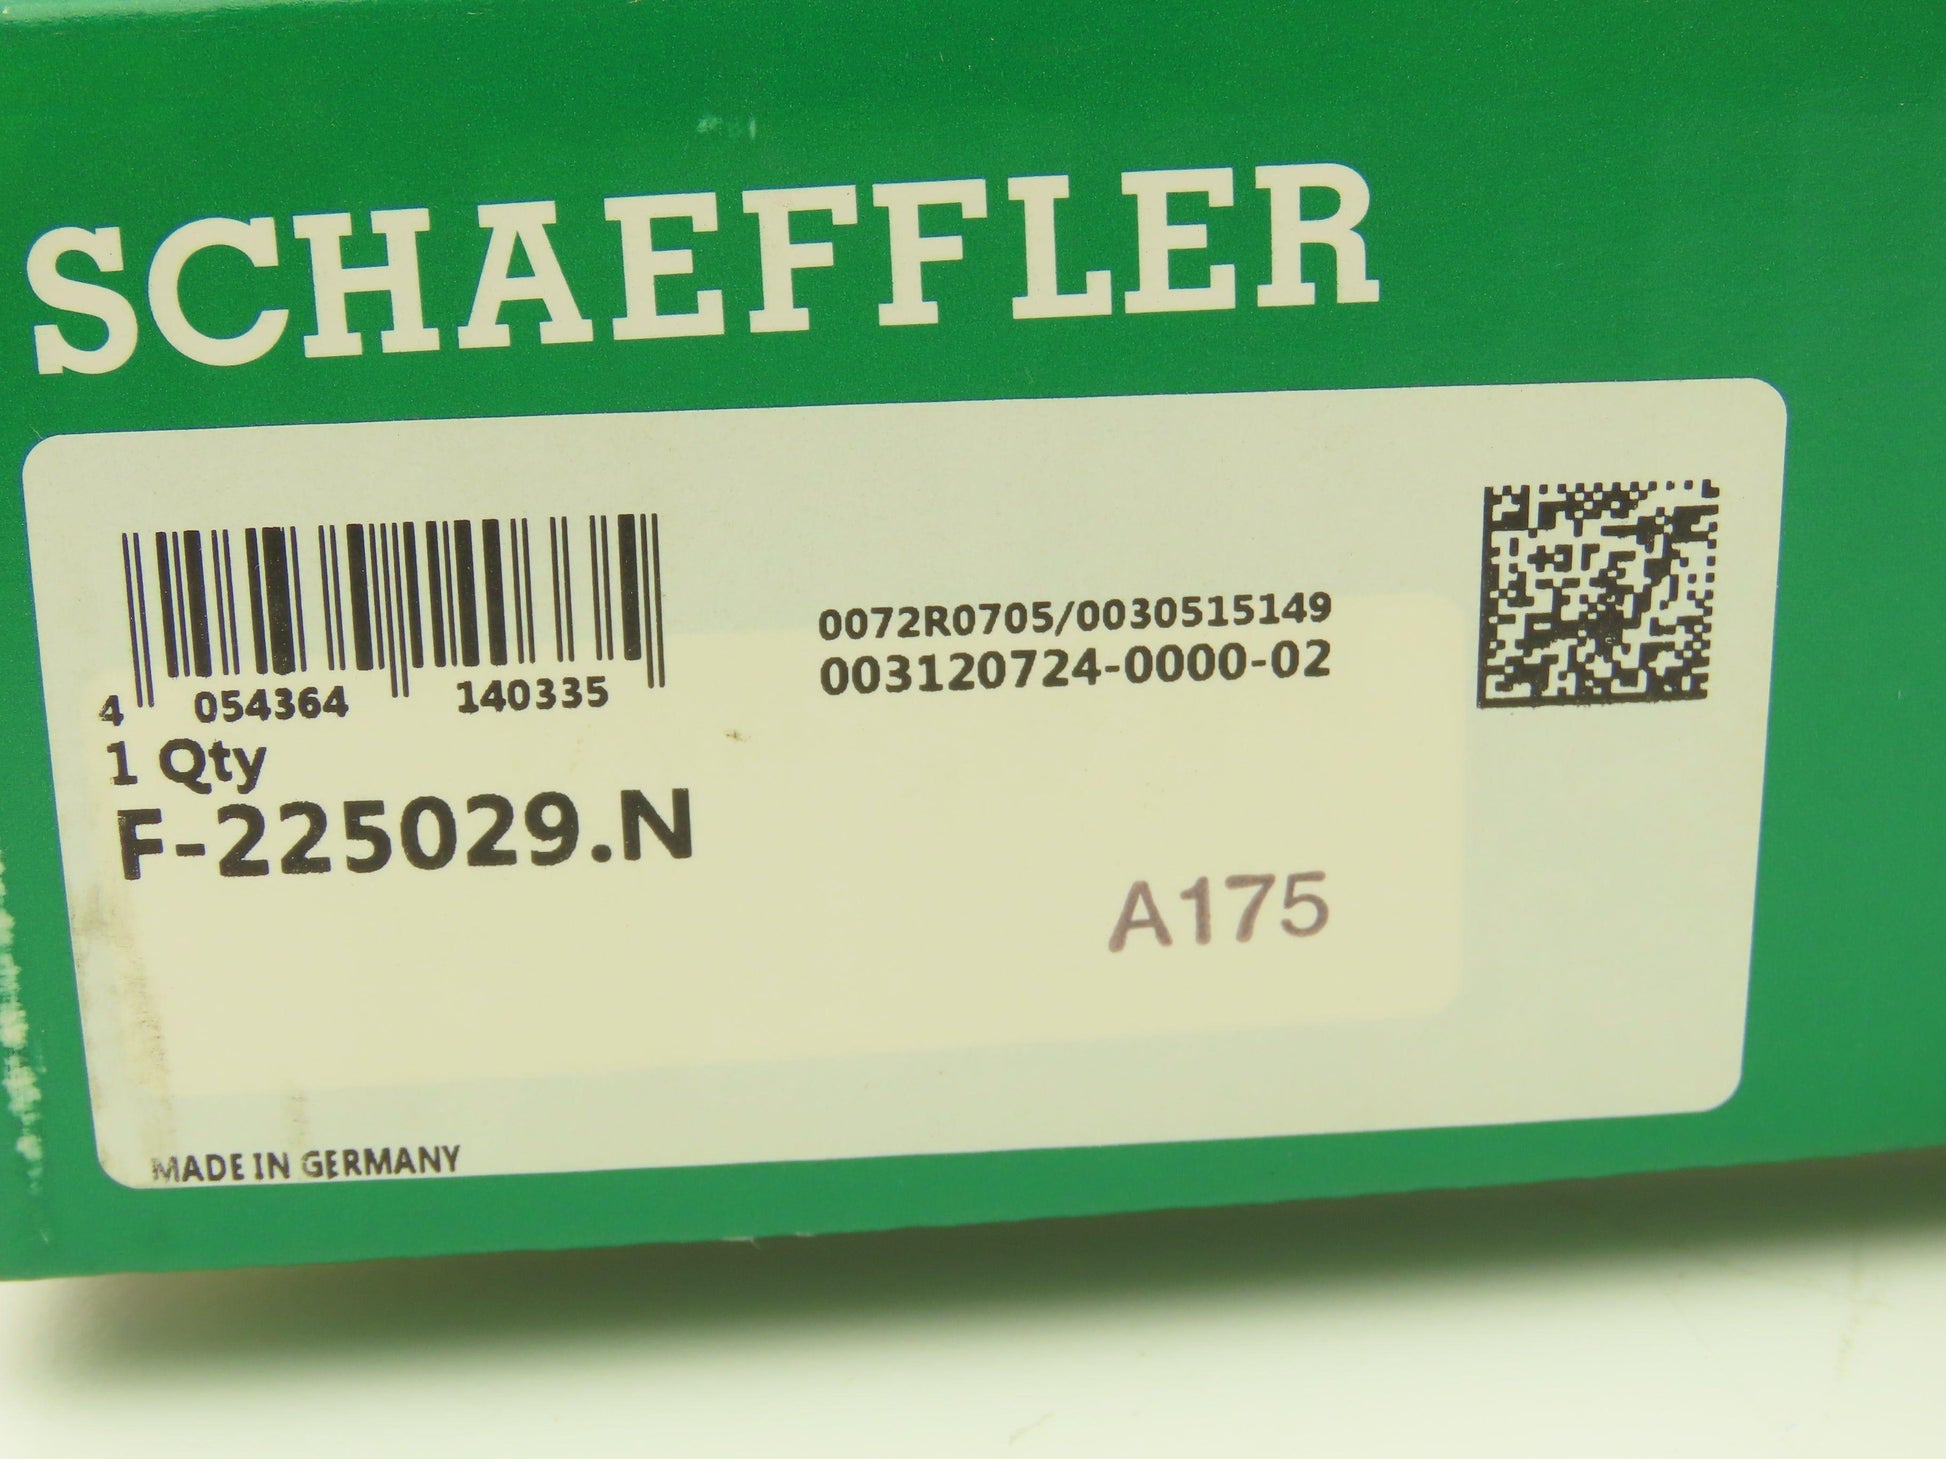 SCHAEFFLER
4 054364 140335
0072R0705/0030515149
003120724-0000-02
1 Qty
F-225029.N
A175
MADE IN GERMANY